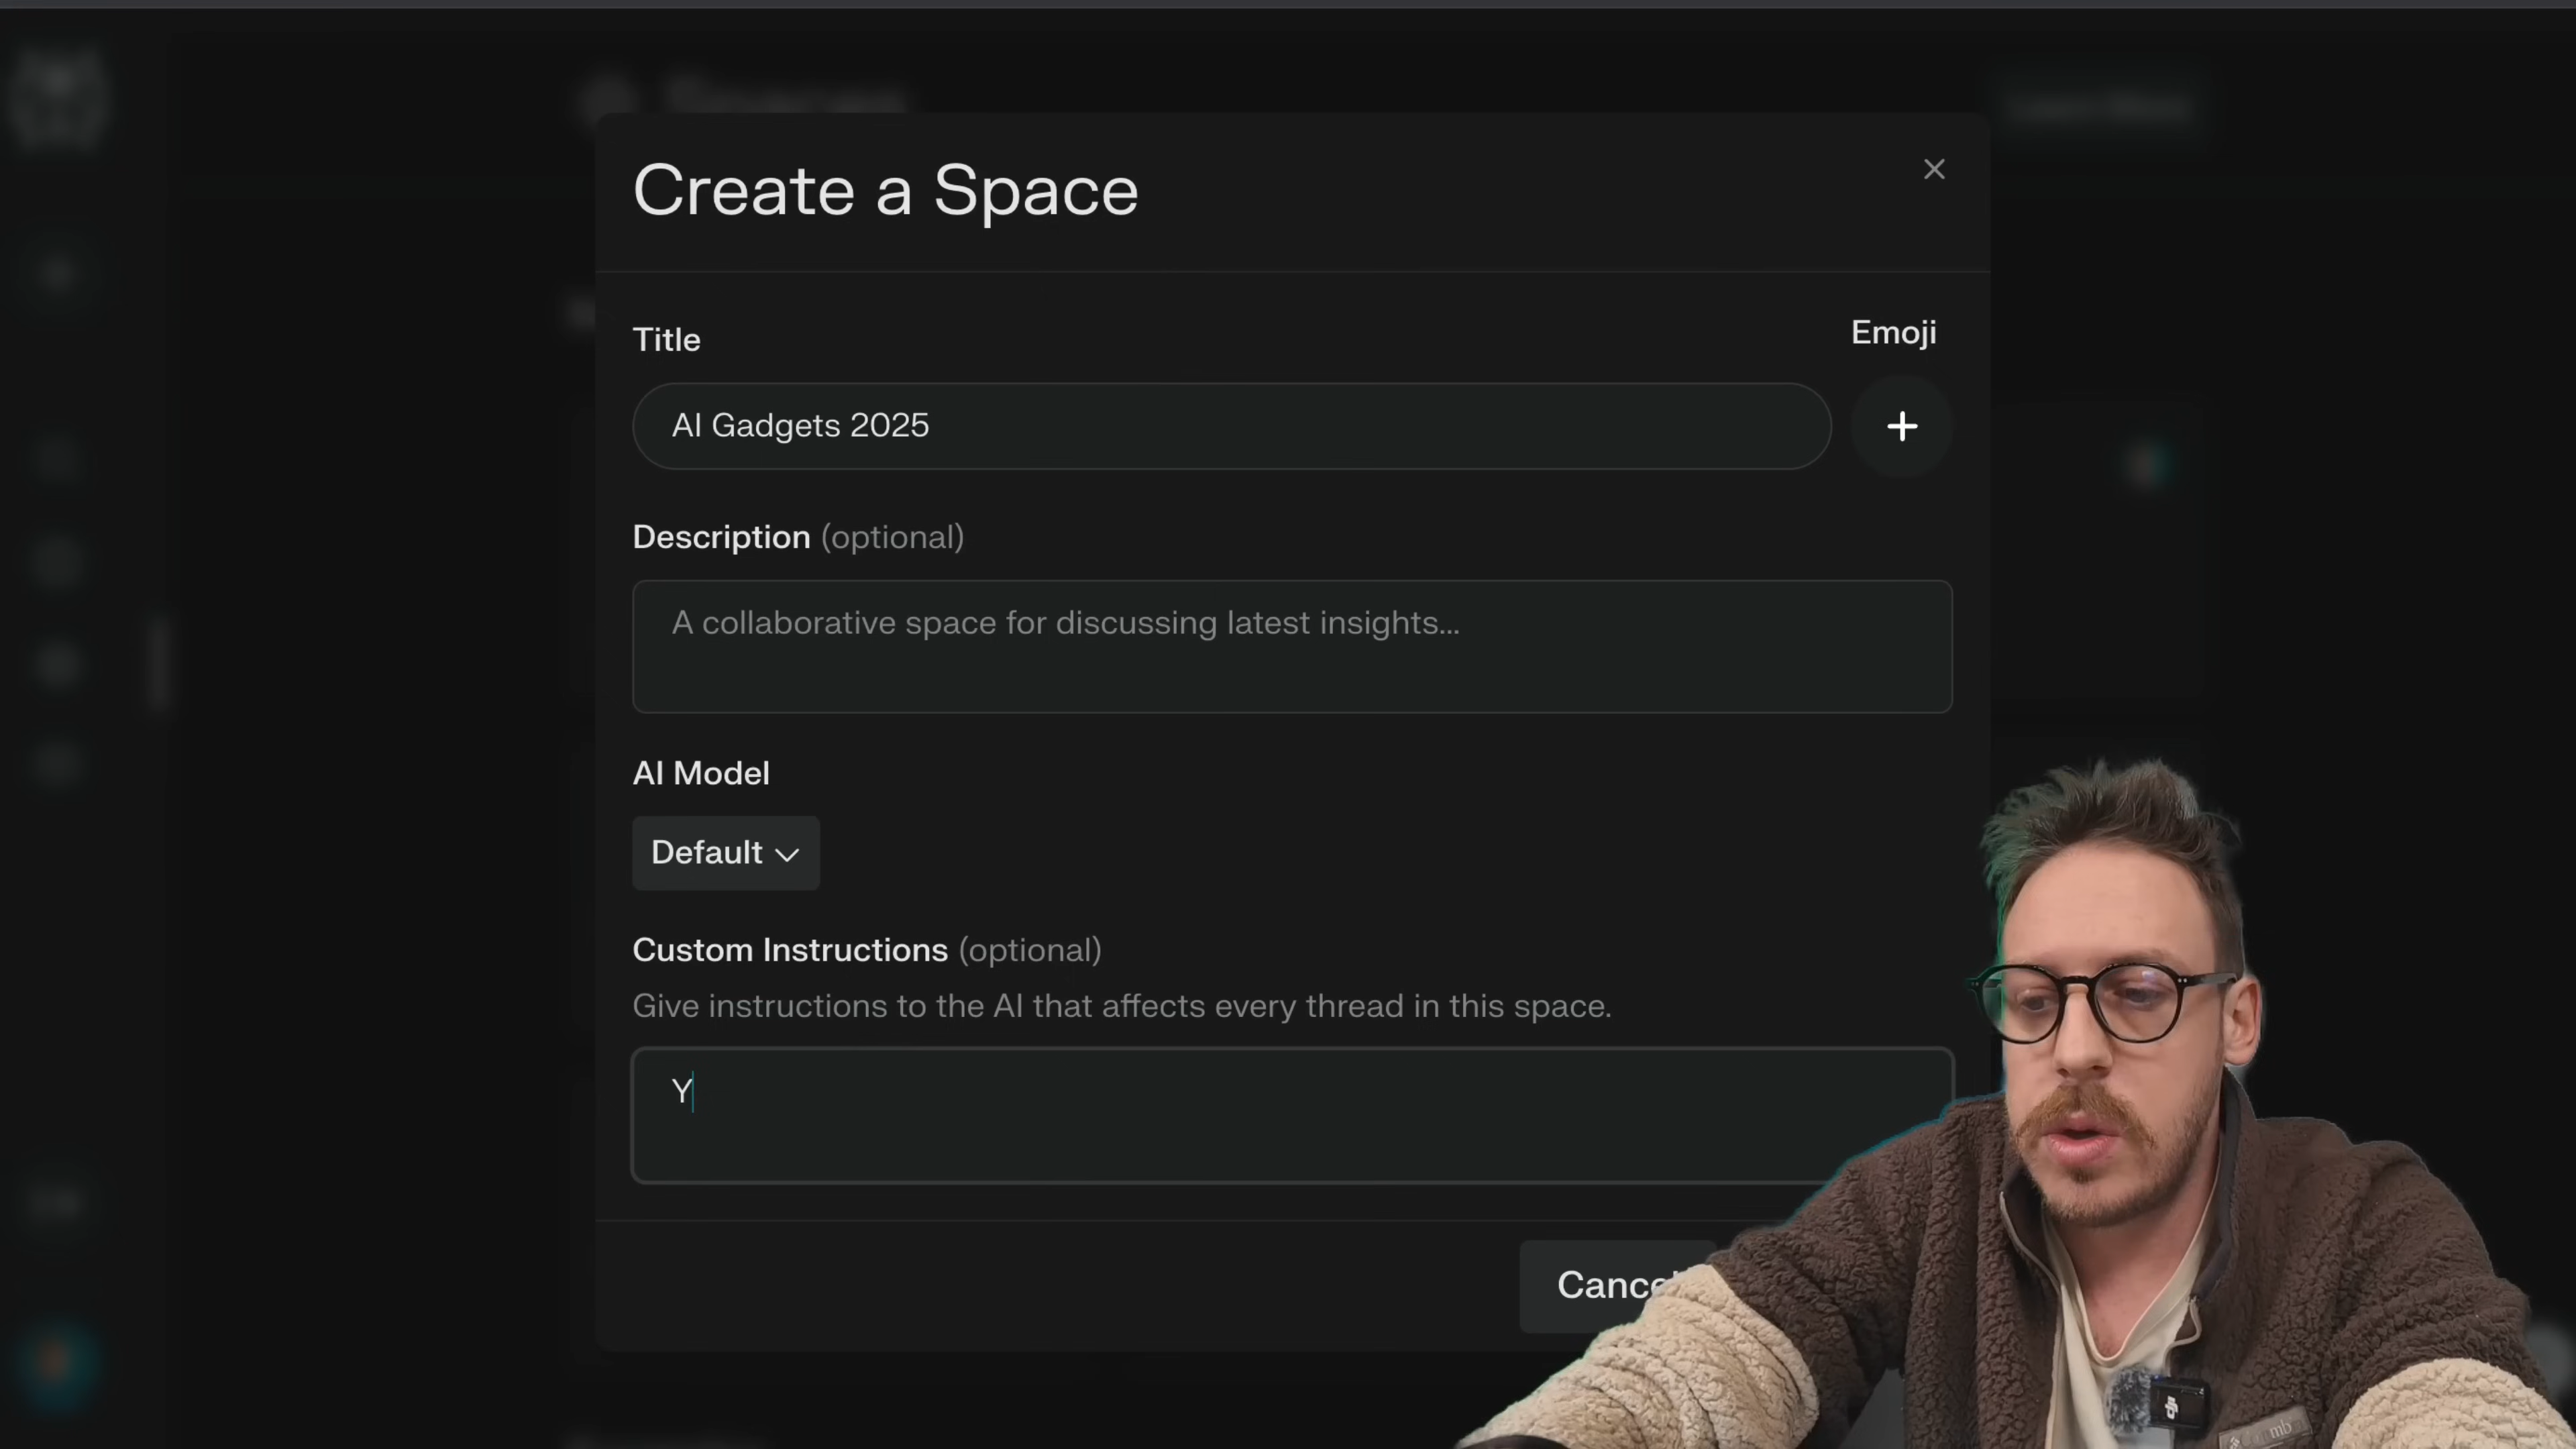 Create a Space
Title
Emoji
AI Gadgets 2025
Description (optional)
A collaborative space for discussing latest insights...
AI Model
Default
Custom Instructions (optional)
Give instructions to the AI that affects every thread in this space.
Y
Cancel